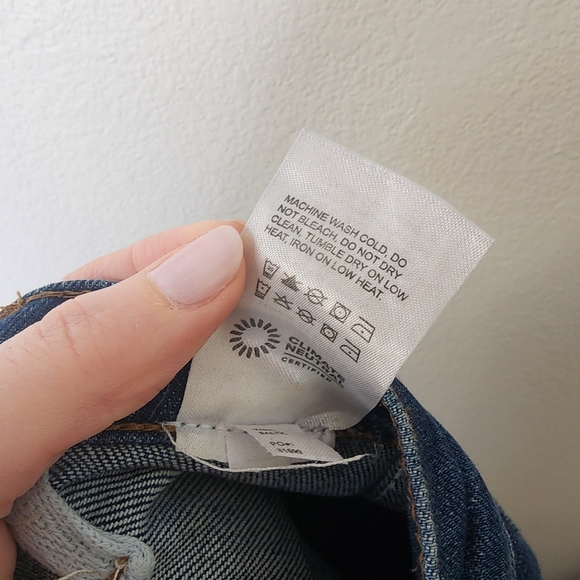 MACHINE WASH COLD, DO
NOT BLEACH, DO NOT DRY
CLEAN, TUMBLE DRY ON LOW
HEAT, IRON ON LOW HEAT.
CLIMATE
NEUTRAL
CERTIFIED
PO#: